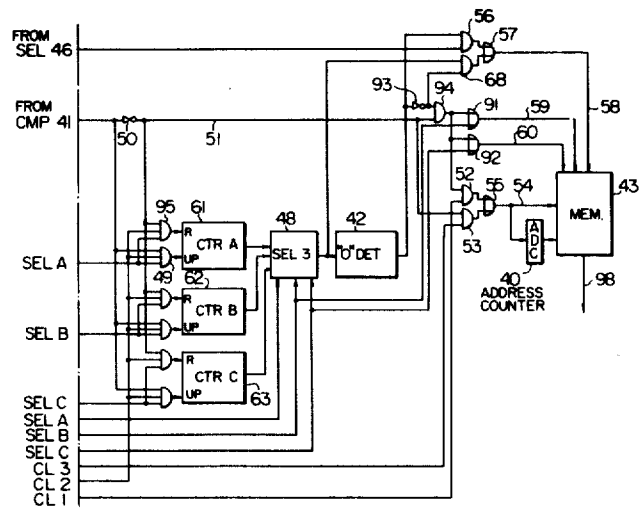 FROM
SEL 46
56
57
68
93
94
91
59
58
FROM
CMP 41
50
51
60
92
52
55
54
43
53
MEM.
ADC
40
ADDRESS
COUNTER
98
95
61
R
CTR A
UP
49
48
SEL 3
42
"0" DET
SEL A
62
R
CTR B
UP
SEL B
R
CTR C
UP
63
SEL C
SEL A
SEL B
SEL C
CL 3
CL 2
CL 1